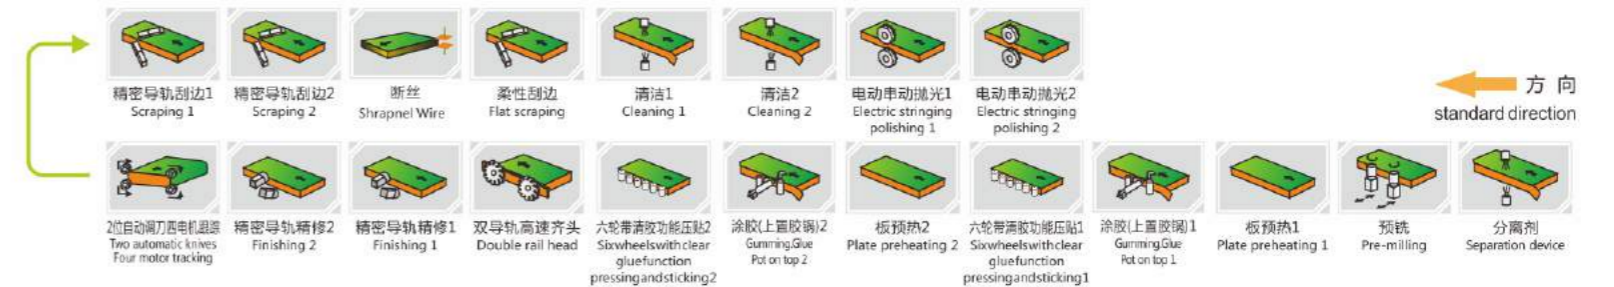 精密导轨刮边1
Scraping 1
精密导轨刮边2
Scraping 2
断丝
Shrapnel Wire
柔性刮边
Flat scraping
清洁1
Cleaning 1
清洁2
Cleaning 2
电动串动抛光1
Electric stringing
polishing 1
电动串动抛光2
Electric stringing
polishing 2
方向
standard direction
2位自动调刀四电机跟踪
Two automatic knives
Four motor tracking
精密导轨精修2
Finishing 2
精密导轨精修1
Finishing 1
双导轨高速齐头
Double rail head
六轮带清胶功能压贴2
Sixwheelswithclear
gluefunction
pressingandsticking2
涂胶(上置胶锅)2
Gumming.Glue
Pot on top 2
板预热2
Plate preheating 2
六轮带清胶功能压贴1
Sixwheelswithclear
gluefunction
pressingandsticking1
涂胶(上置胶锅)1
Gumming.Glue
Pot on top 1
板预热1
Plate preheating 1
预铣
Pre-milling
分离剂
Separation device